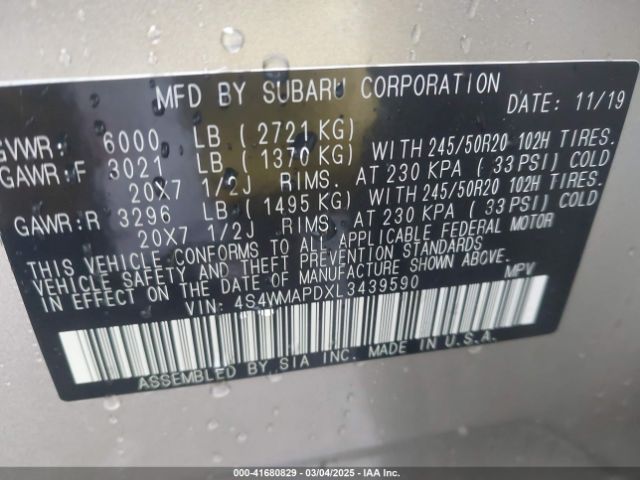 MFD BY SUBARU CORPORATION
DATE: 11/19
GVWR: 6000 LB (2721 KG)
GAWR:F 3021 LB (1370 KG) WITH 245/50R20 102H TIRES.
20X7 1/2J RIMS. AT 230 KPA (33 PSI) COLD
GAWR:R 3296 LB (1495 KG) WITH 245/50R20 102H TIRES.
20X7 1/2J RIMS. AT 230 KPA (33 PSI) COLD
THIS VEHICLE CONFORMS TO ALL APPLICABLE FEDERAL MOTOR
VEHICLE SAFETY AND THEFT PREVENTION STANDARDS
IN EFFECT ON THE DATE OF MANUFACTURE SHOWN ABOVE.
VIN: 4S4WMAPDXL3439590 MPV
ASSEMBLED BY SIA INC. MADE IN U.S.A.
000-41680829 - 03/04/2025 - IAA Inc.